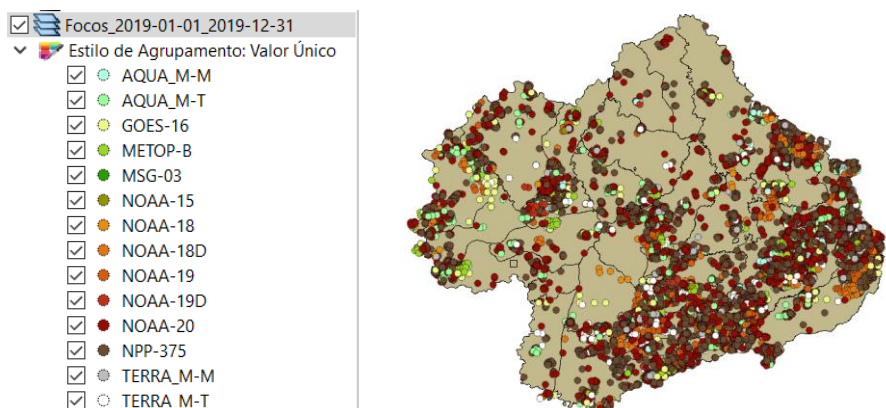 Focos_2019-01-01_2019-12-31
Estilo de Agrupamento: Valor Único
AQUA_M-M
AQUA_M-T
GOES-16
METOP-B
MSG-03
NOAA-15
NOAA-18
NOAA-18D
NOAA-19
NOAA-19D
NOAA-20
NPP-375
TERRA_M-M
TERRA_M-T